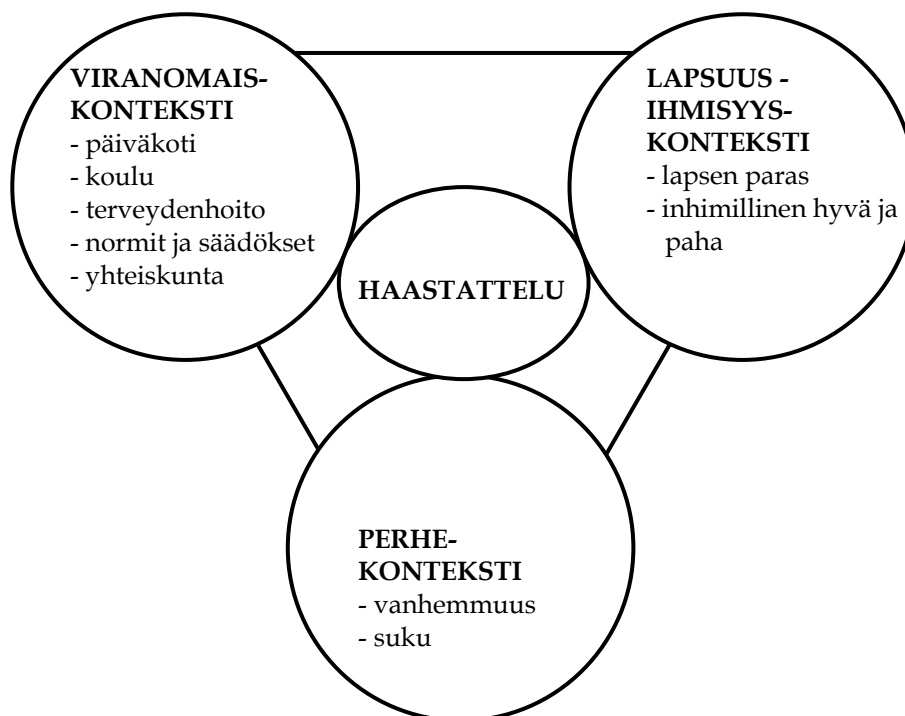 VIRANOMAIS-
KONTEKSTI
- päiväkoti
- koulu
- terveydenhoito
- normit ja säädökset
- yhteiskunta
LAPSUUS -
IHMISYYS-
KONTEKSTI
- lapsen paras
- inhimillinen hyvä ja
paha
HAASTATTELU
PERHE-
KONTEKSTI
- vanhemmuus
- suku